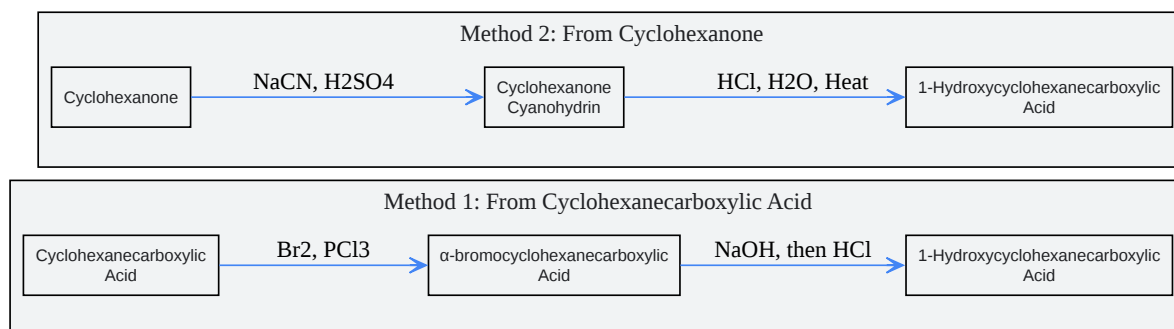 Method 2: From Cyclohexanone
Cyclohexanone
NaCN, H2SO4
Cyclohexanone
Cyanohydrin
HCl, H2O, Heat
1-Hydroxycyclohexanecarboxylic
Acid
Method 1: From Cyclohexanecarboxylic Acid
Cyclohexanecarboxylic
Acid
Br2, PCl3
α-bromocyclohexanecarboxylic
Acid
NaOH, then HCl
1-Hydroxycyclohexanecarboxylic
Acid